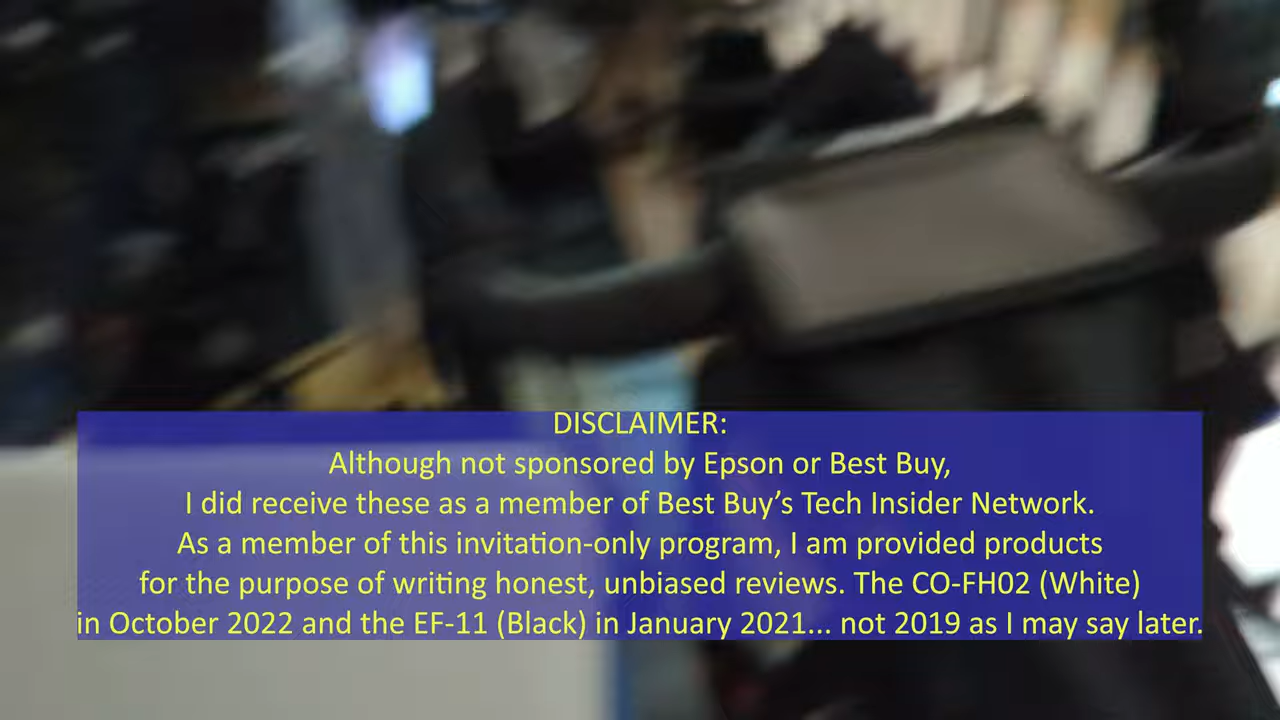 DISCLAIMER:
Although not sponsored by Epson or Best Buy,
I did receive these as a member of Best Buy’s Tech Insider Network.
As a member of this invitation-only program, I am provided products
for the purpose of writing honest, unbiased reviews. The CO-FH02 (White)
in October 2022 and the EF-11 (Black) in January 2021... not 2019 as I may say later.